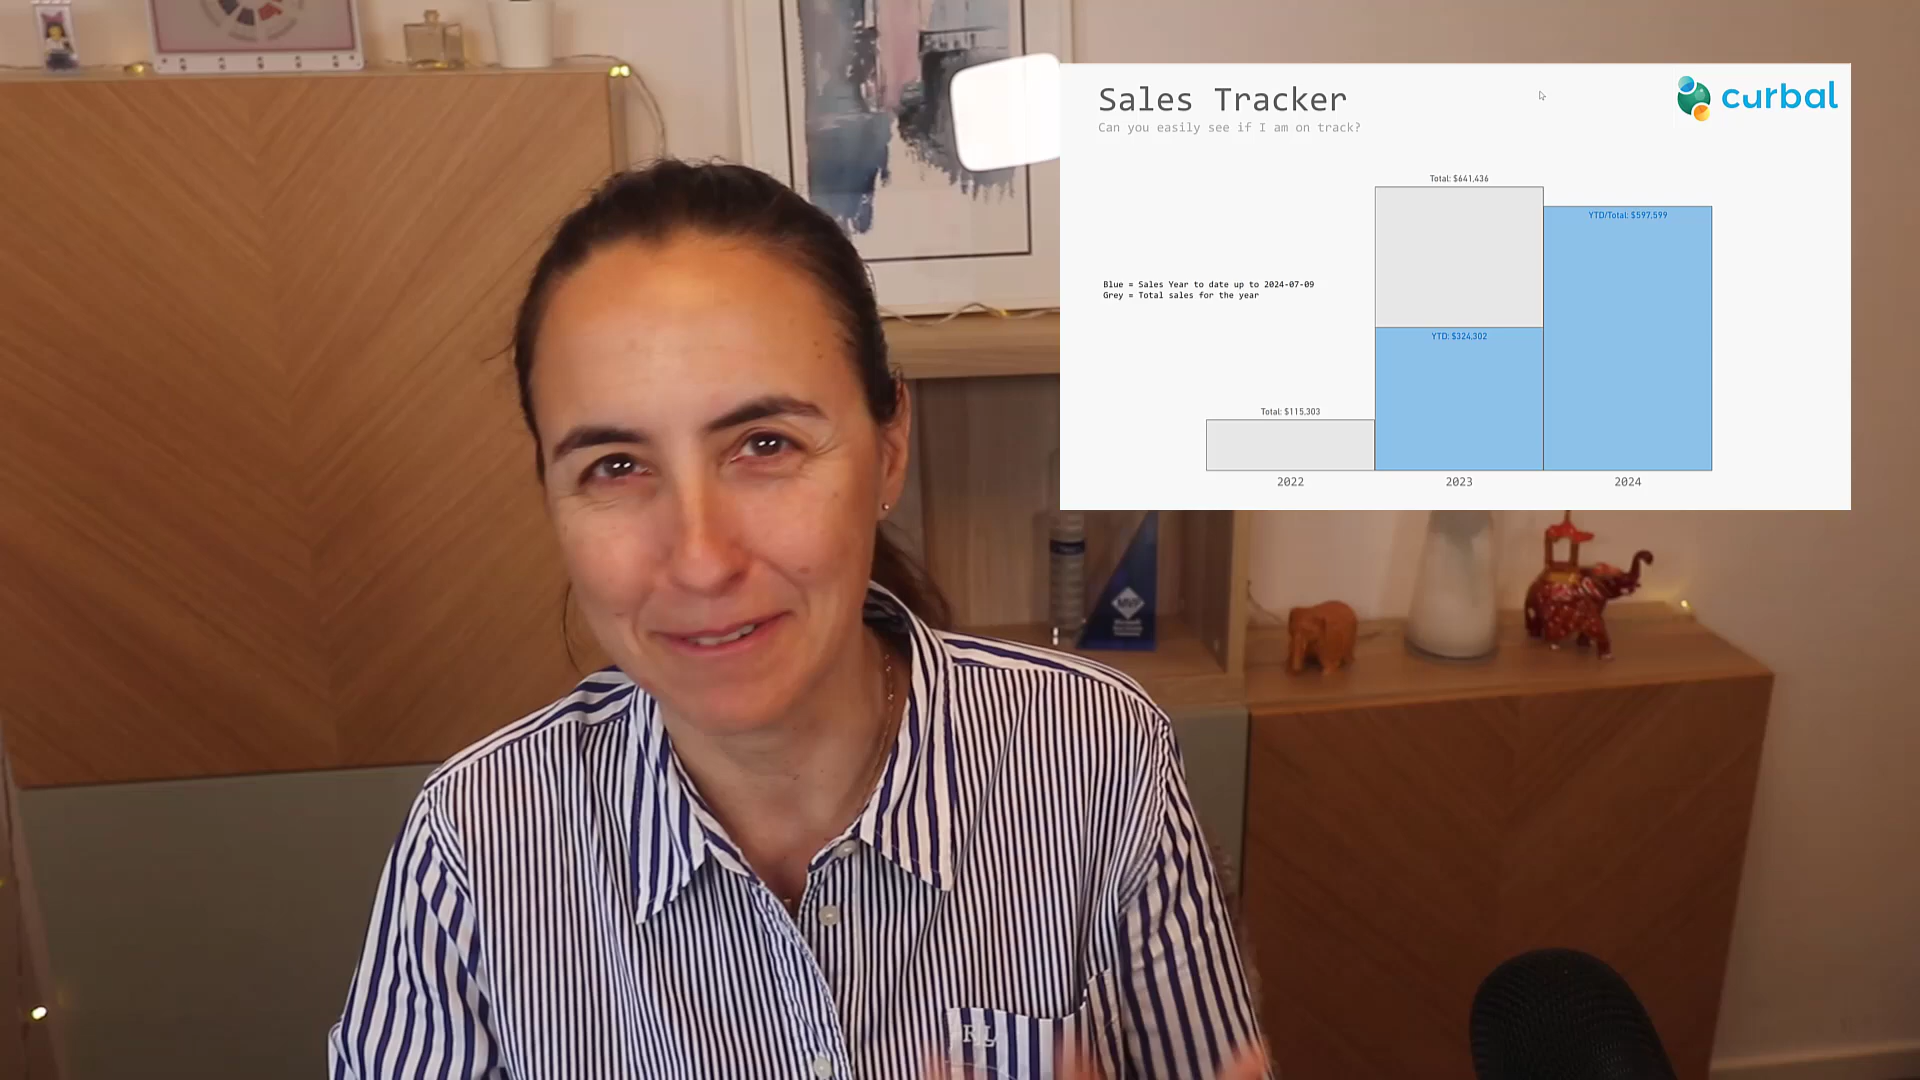 Sales Tracker
Can you easily see if I am on track?
curbal
Total: $641,436
YTD/Total: $597,599
Blue = Sales Year to date up to 2024-07-09
Grey = Total sales for the year
YTD: $324,302
Total: $115,303
2022 2023 2024
MVP
RL